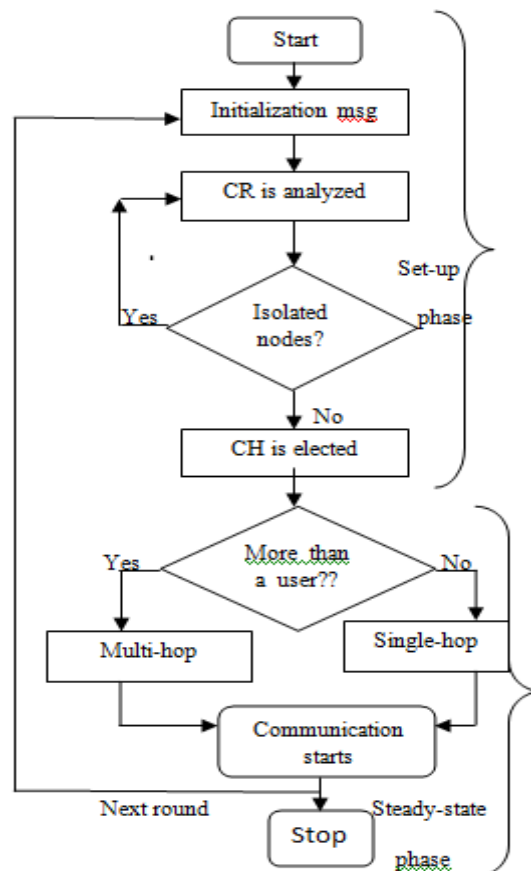 Start
Initialization msg
CR is analyzed
Set-up
phase
Isolated
nodes?
Yes
No
CH is elected
More than
a user??
Yes
No
Multi-hop
Single-hop
Communication
starts
Next round
Steady-state
phase
Stop